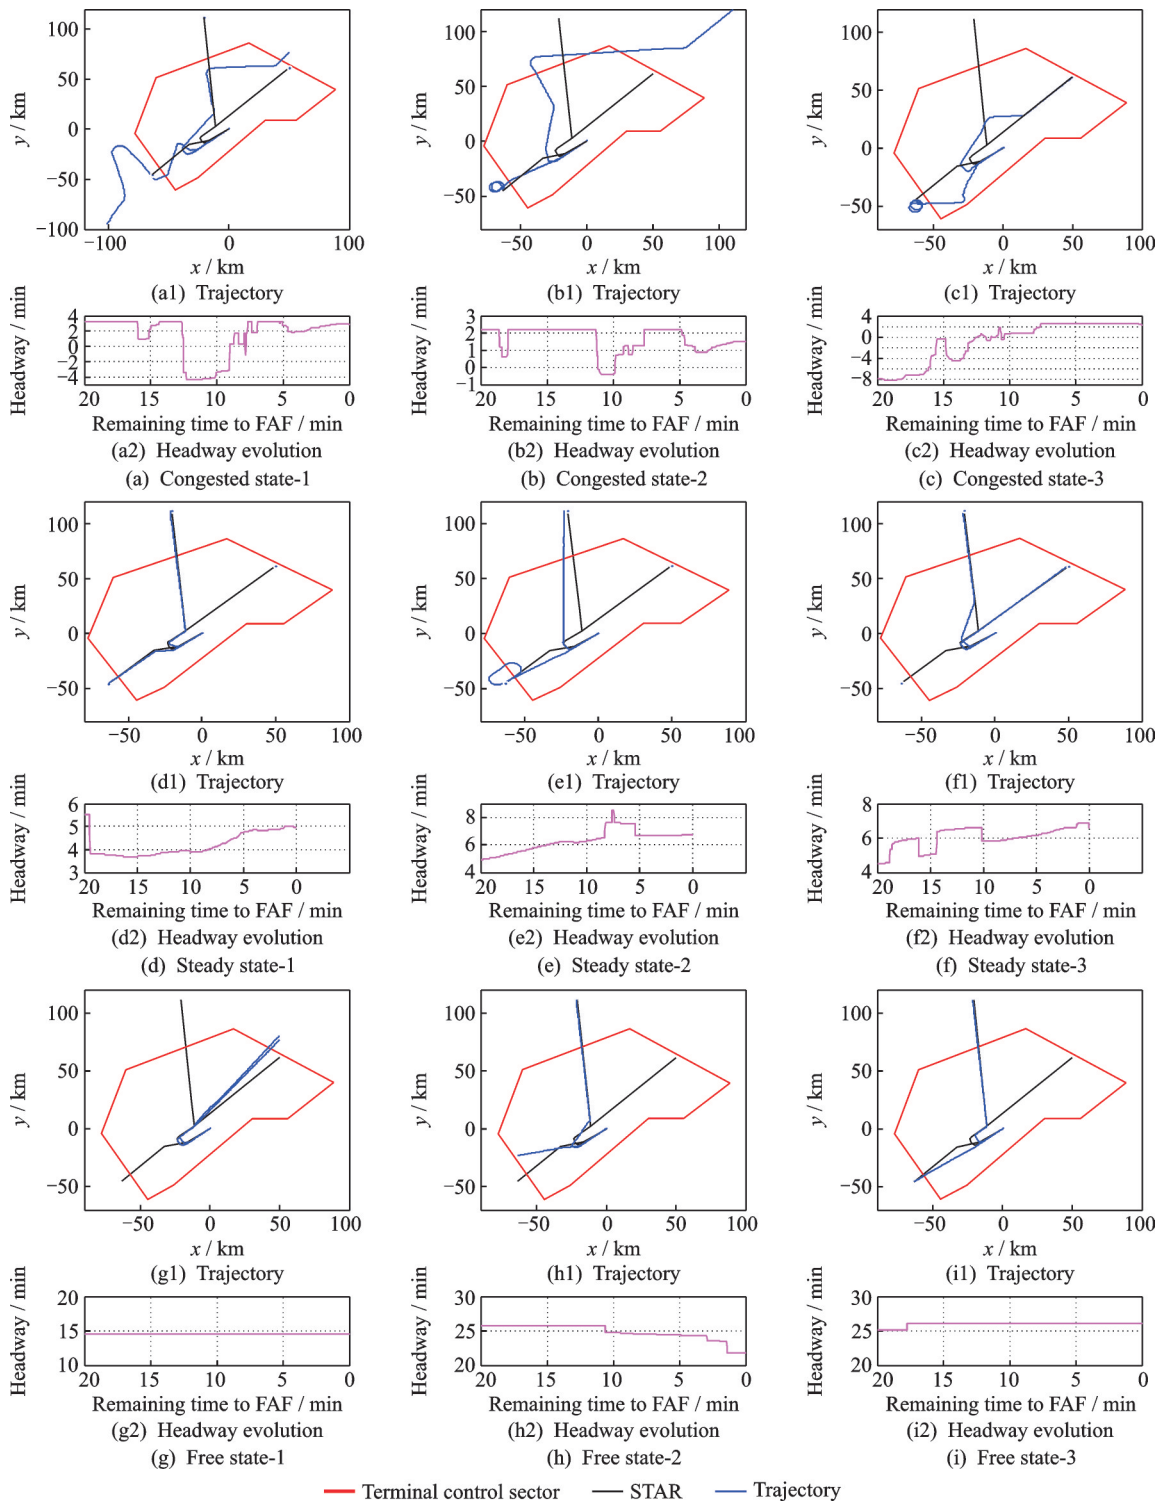 100
50
0
−50
−100
y / km
−100
0
100
x / km
(a1) Trajectory
100
50
0
−50
y / km
−50
0
50
100
x / km
(b1) Trajectory
100
50
0
−50
y / km
−50
0
50
100
x / km
(c1) Trajectory
Headway / min
4
2
0
−2
−4
20
15
10
5
0
Remaining time to FAF / min
(a2) Headway evolution
(a) Congested state-1
Headway / min
3
2
1
0
−1
20
15
10
5
0
Remaining time to FAF / min
(b2) Headway evolution
(b) Congested state-2
Headway / min
4
0
−4
−8
20
15
10
5
0
Remaining time to FAF / min
(c2) Headway evolution
(c) Congested state-3
100
50
0
−50
y / km
−50
0
50
100
x / km
(d1) Trajectory
100
50
0
−50
y / km
−50
0
50
100
x / km
(e1) Trajectory
100
50
0
−50
y / km
−50
0
50
100
x / km
(f1) Trajectory
Headway / min
6
5
4
3
20
15
10
5
0
Remaining time to FAF / min
(d2) Headway evolution
(d) Steady state-1
Headway / min
8
6
4
20
15
10
5
0
Remaining time to FAF / min
(e2) Headway evolution
(e) Steady state-2
Headway / min
8
6
4
20
15
10
5
0
Remaining time to FAF / min
(f2) Headway evolution
(f) Steady state-3
100
50
0
−50
y / km
−50
0
50
100
x / km
(g1) Trajectory
100
50
0
−50
y / km
−50
0
50
100
x / km
(h1) Trajectory
100
50
0
−50
y / km
−50
0
50
100
x / km
(i1) Trajectory
Headway / min
20
15
10
20
15
10
5
0
Remaining time to FAF / min
(g2) Headway evolution
(g) Free state-1
Headway / min
30
25
20
20
15
10
5
0
Remaining time to FAF / min
(h2) Headway evolution
(h) Free state-2
Headway / min
30
25
20
20
15
10
5
0
Remaining time to FAF / min
(i2) Headway evolution
(i) Free state-3
Terminal control sector
STAR
Trajectory